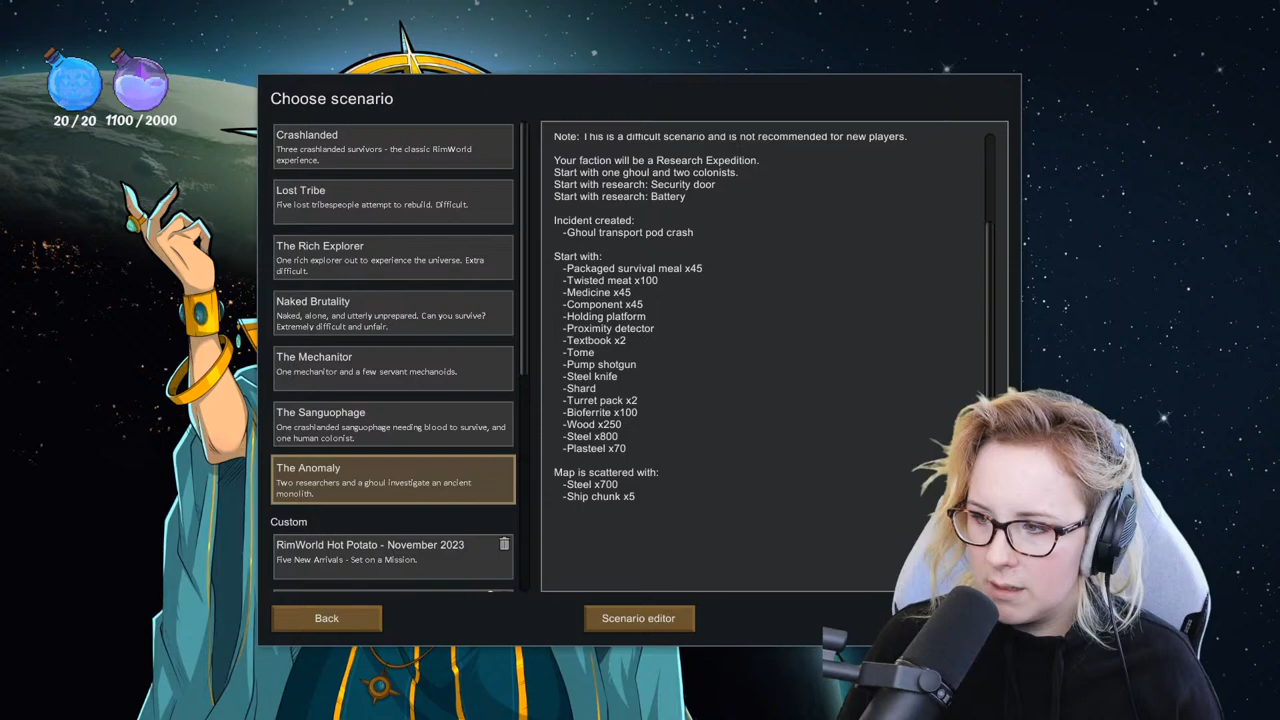 20 / 20
1100 / 2000
Choose scenario
Crashlanded
Three crashlanded survivors - the classic RimWorld
experience.
Lost Tribe
Five lost tribespeople attempt to rebuild. Difficult.
The Rich Explorer
One rich explorer out to experience the universe. Extra
difficult.
Naked Brutality
Naked, alone, and utterly unprepared. Can you survive?
Extremely difficult and unfair.
The Mechanitor
One mechanitor and a few servant mechanoids.
The Sanguophage
One crashlanded sanguophage needing blood to survive, and
one human colonist.
The Anomaly
Two researchers and a ghoul investigate an ancient
monolith.
Custom
RimWorld Hot Potato - November 2023
Five New Arrivals - Set on a Mission.
Back
Note: This is a difficult scenario and is not recommended for new players.
Your faction will be a Research Expedition.
Start with one ghoul and two colonists.
Start with research: Security door
Start with research: Battery
Incident created:
-Ghoul transport pod crash
Start with:
-Packaged survival meal x45
-Twisted meat x100
-Medicine x45
-Component x45
-Holding platform
-Proximity detector
-Textbook x2
-Tome
-Pump shotgun
-Steel knife
-Shard
-Turret pack x2
-Bioferrite x100
-Wood x250
-Steel x800
-Plasteel x70
Map is scattered with:
-Steel x700
-Ship chunk x5
Scenario editor